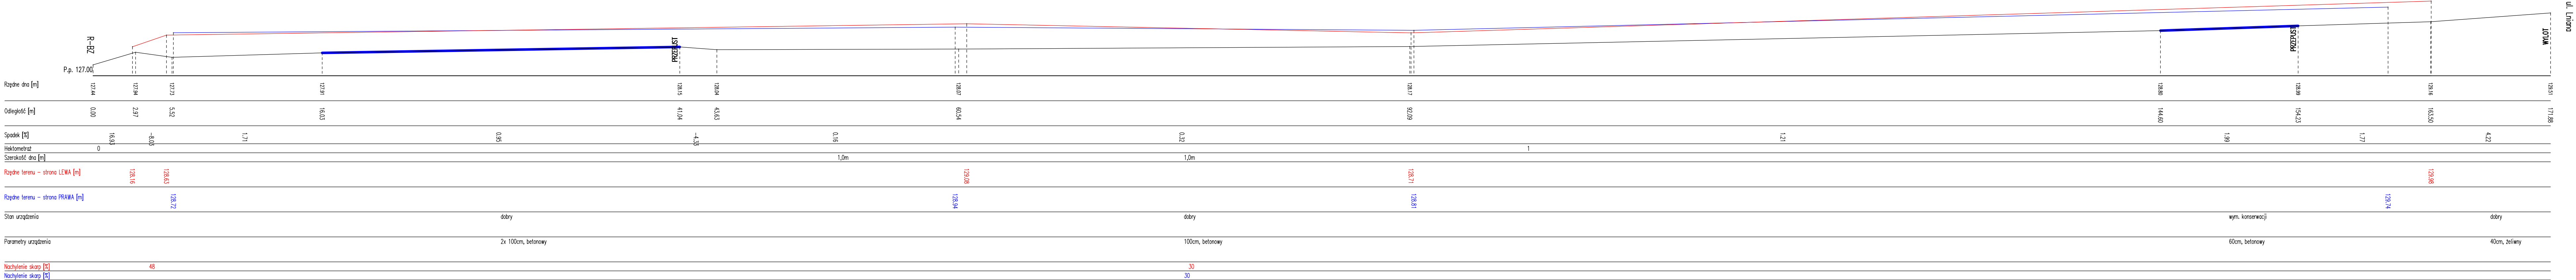 ul. Lniana
R-BZ
PRZEPUST
PRZEPUST
WYLOT
P.p. 127.00
Rzędne dna [m] 127.44 127.94 127.73 127.91 128.15 128.04 128.07 128.17 128.80 128.99 129.16 129.51
Odległość [m] 0.00 2.97 5.52 16.03 41.04 43.63 60.54 92.09 144.60 154.23 163.50 171.88
Spadek [%] 16.93 -8.03 1.71 0.95 -4.33 0.16 0.32 1.21 1.99 1.77 4.22
Hektometraż 0 1
Szerokość dna [m] 1,0m 1,0m
Rzędne terenu - strona LEWA [m] 128.16 128.63 129.08 128.71 129.98
Rzędne terenu - strona PRAWA [m] 128.72 128.94 128.81 129.74
Stan urządzenia dobry dobry wym. konserwacji dobry
Parametry urządzenia 2x 100cm, betonowy 100cm, betonowy 60cm, betonowy 40cm, żeliwny
Nachylenie skarp [%] 48 30
Nachylenie skarp [%] 30